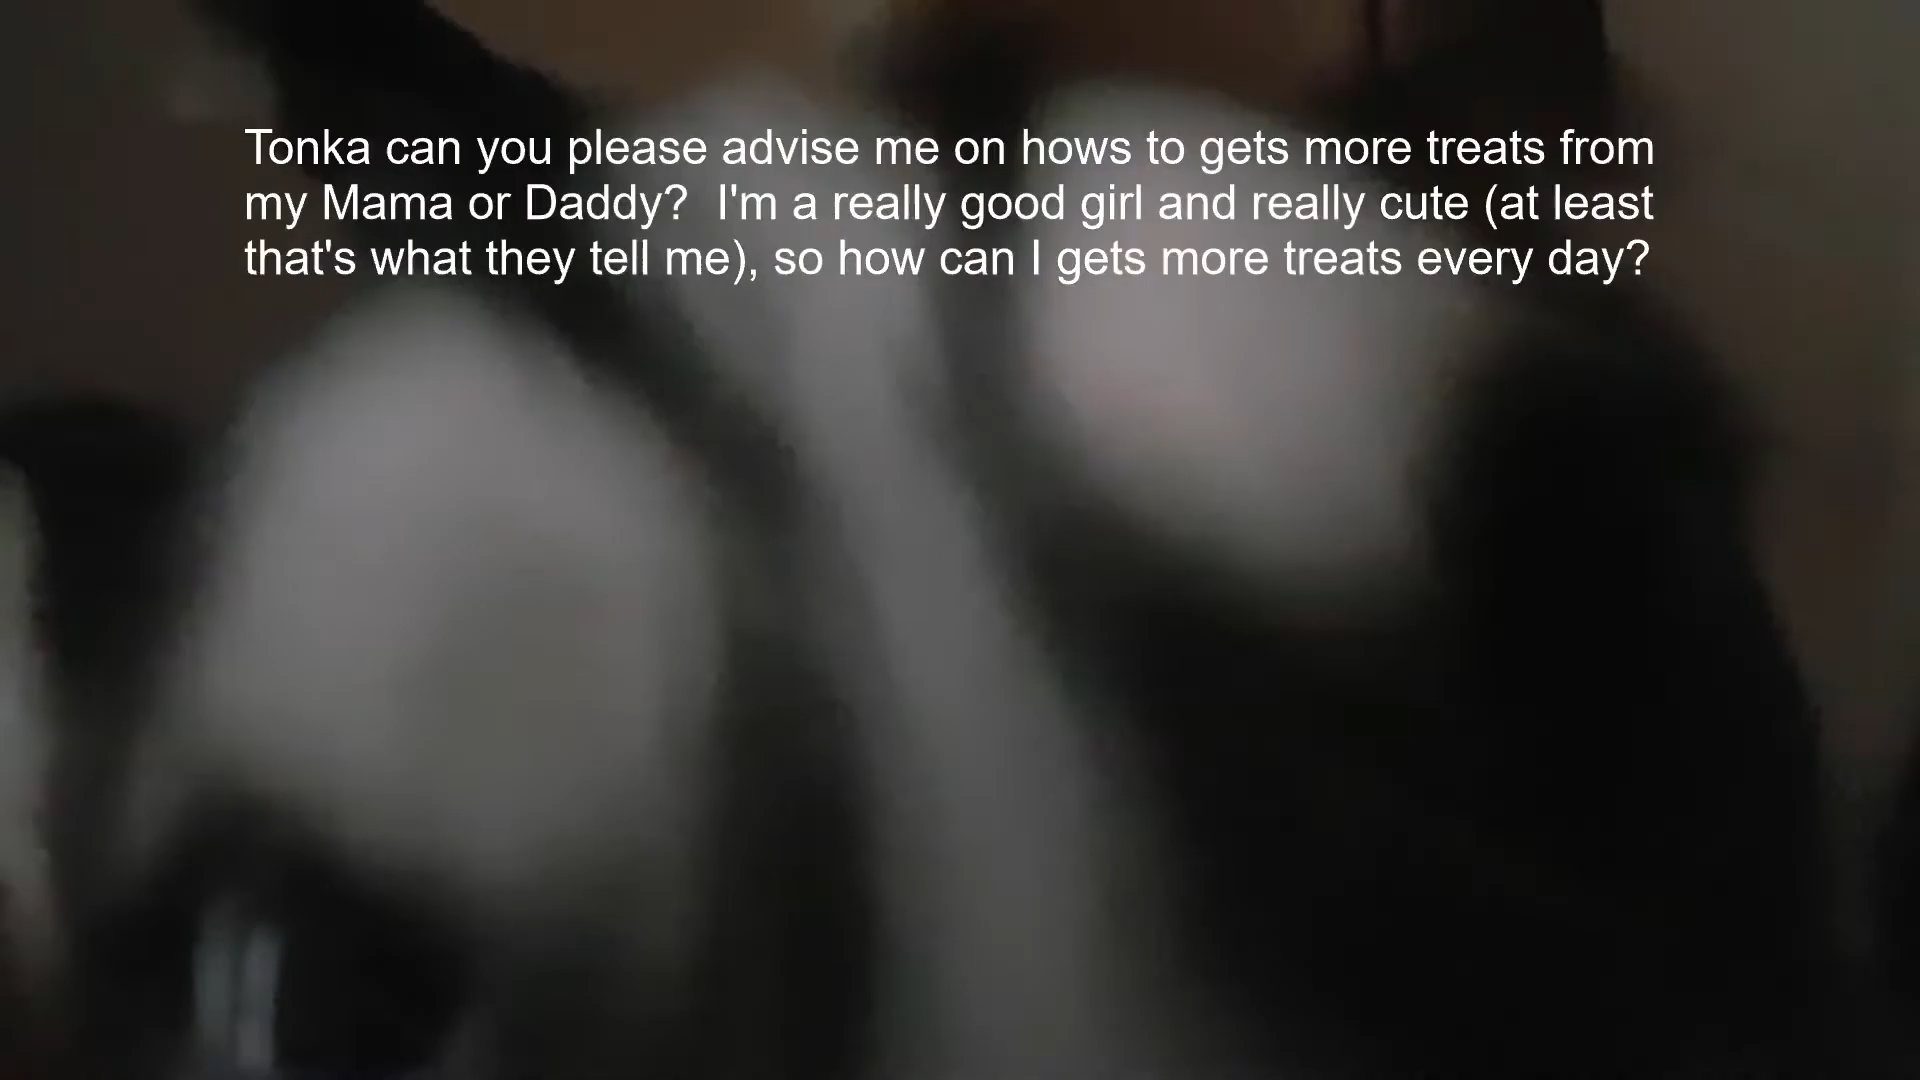 Tonka can you please advise me on hows to gets more treats from
my Mama or Daddy?  I'm a really good girl and really cute (at least
that's what they tell me), so how can I gets more treats every day?